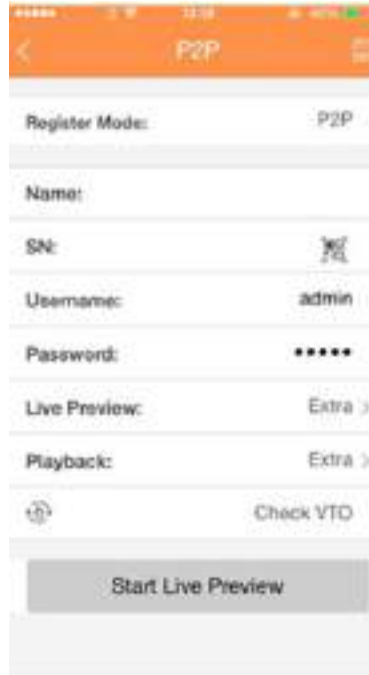 P2P
Register Mode: P2P
Name:
SN:
Username: admin
Password: •••••
Live Preview: Extra >
Playback: Extra >
Check VTO
Start Live Preview